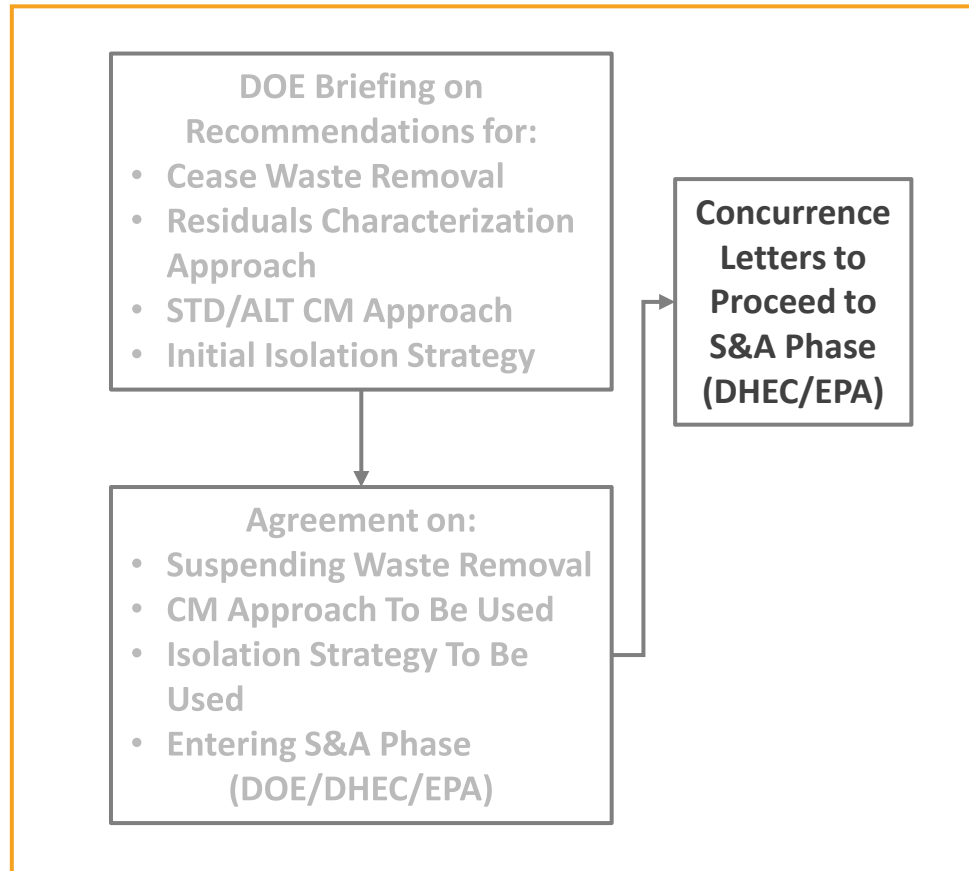 DOE Briefing on
Recommendations for:
• Cease Waste Removal
• Residuals Characterization
Approach
• STD/ALT CM Approach
• Initial Isolation Strategy
Concurrence
Letters to
Proceed to
S&A Phase
(DHEC/EPA)
Agreement on:
• Suspending Waste Removal
• CM Approach To Be Used
• Isolation Strategy To Be
Used
• Entering S&A Phase
(DOE/DHEC/EPA)